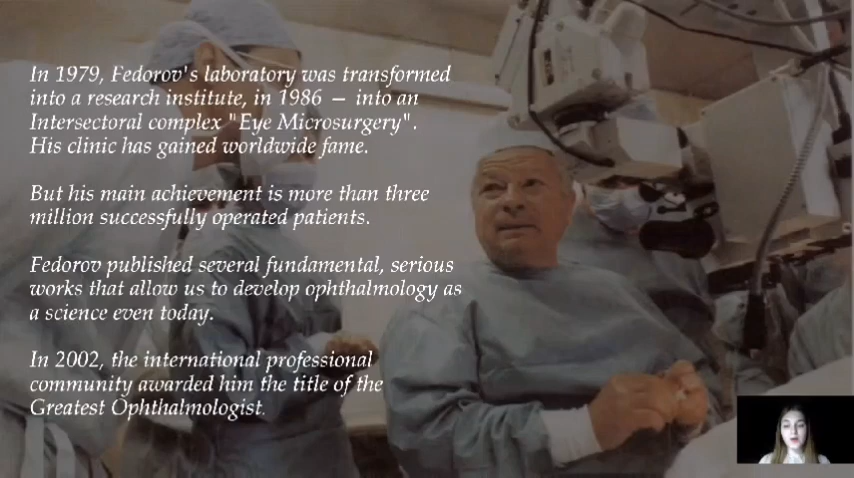 In 1979, Fedorov's laboratory was transformed
into a research institute, in 1986 — into an
Intersectoral complex "Eye Microsurgery".
His clinic has gained worldwide fame.
But his main achievement is more than three
million successfully operated patients.
Fedorov published several fundamental, serious
works that allow us to develop ophthalmology as
a science even today.
In 2002, the international professional
community awarded him the title of the
Greatest Ophthalmologist.